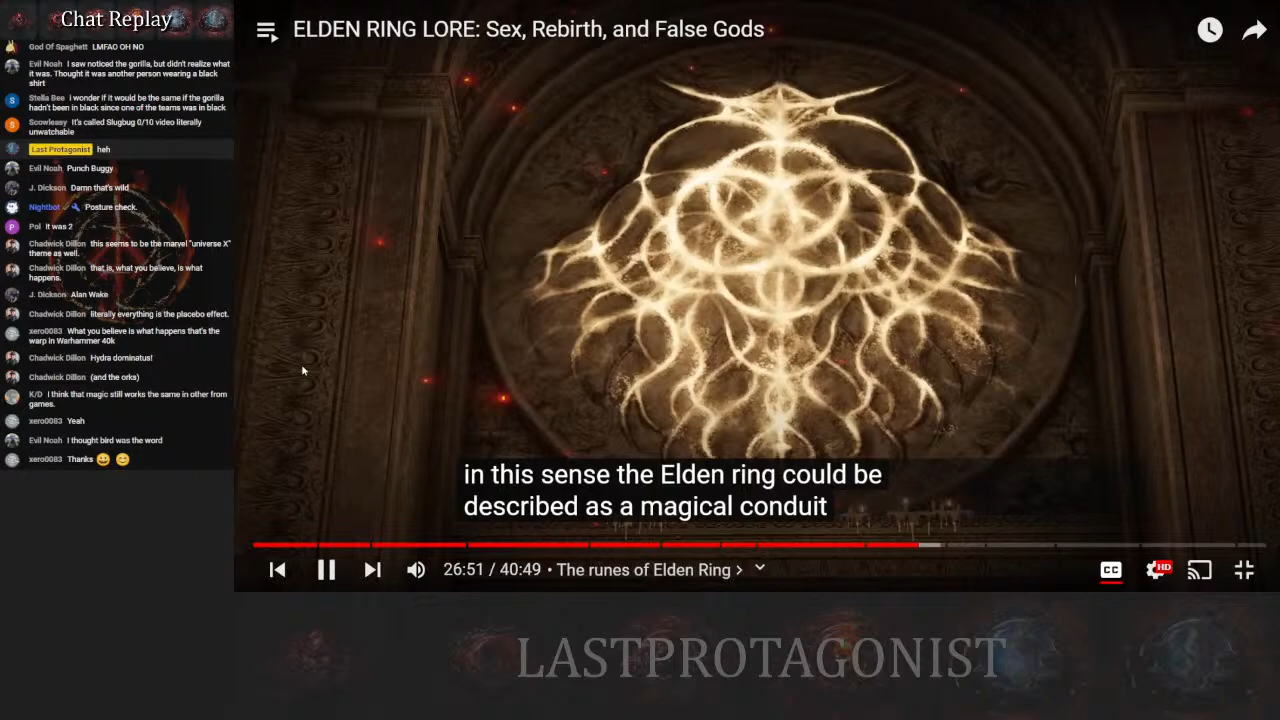 Chat Replay
God Of Spaghett LMFAO OH NO
Evil Noah I saw noticed the gorilla, but didn't realize what
it was. Thought it was another person wearing a black
shirt
S Stella Bee I wonder if it would be the same if the gorilla
hadn't been in black since one of the teams was in black
S Scowleasy It's called Slugbug 0/10 video literally
unwatchable
Last Protagonist heh
Evil Noah Punch Buggy
J. Dickson Damn that's wild
Nightbot Posture check.
P Pol it was 2
Chadwick Dillon this seems to be the marvel "universe X"
theme as well.
Chadwick Dillon that is, what you believe, is what
happens.
J. Dickson Alan Wake
Chadwick Dillon literally everything is the placebo effect.
xero0083 What you believe is what happens that's the
warp in Warhammer 40k
Chadwick Dillon Hydra dominatus!
Chadwick Dillon (and the orks)
K/D I think that magic still works the same in other from
games.
xero0083 Yeah
Evil Noah I thought bird was the word
xero0083 Thanks
ELDEN RING LORE: Sex, Rebirth, and False Gods
in this sense the Elden ring could be
described as a magical conduit
26:51 / 40:49 • The runes of Elden Ring >
CC
HD
LASTPROTAGONIST